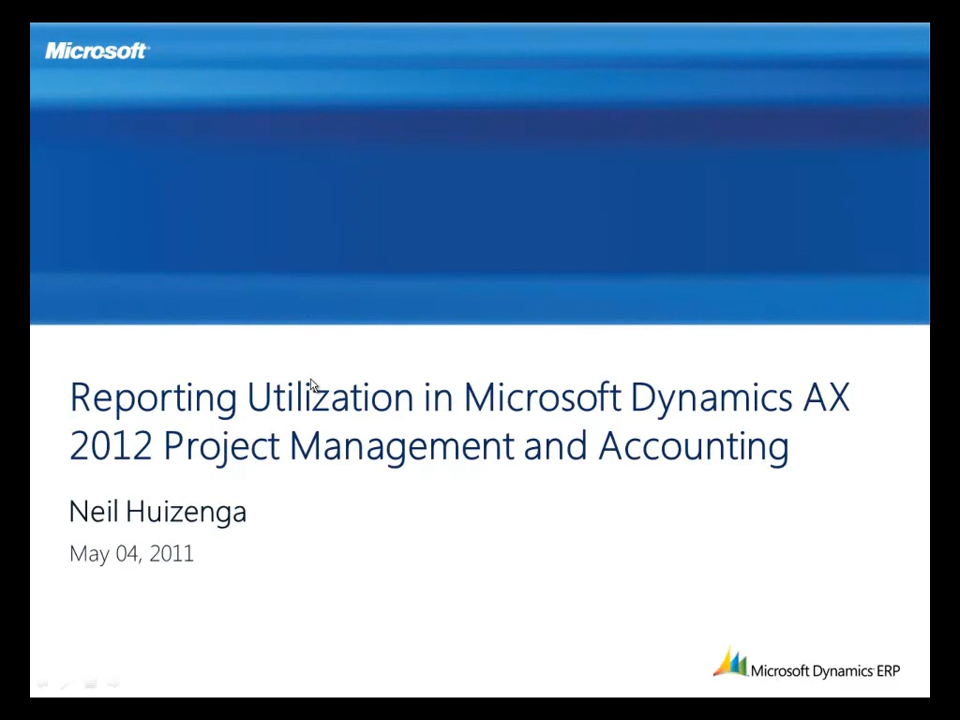 Microsoft
Reporting Utilization in Microsoft Dynamics AX
2012 Project Management and Accounting
Neil Huizenga
May 04, 2011
Microsoft Dynamics ERP